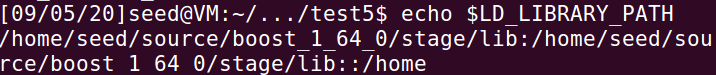 [09/05/20]seed@VM:~/.../test5$ echo $LD_LIBRARY_PATH
/home/seed/source/boost_1_64_0/stage/lib:/home/seed/sou
rce/boost_1_64_0/stage/lib::/home